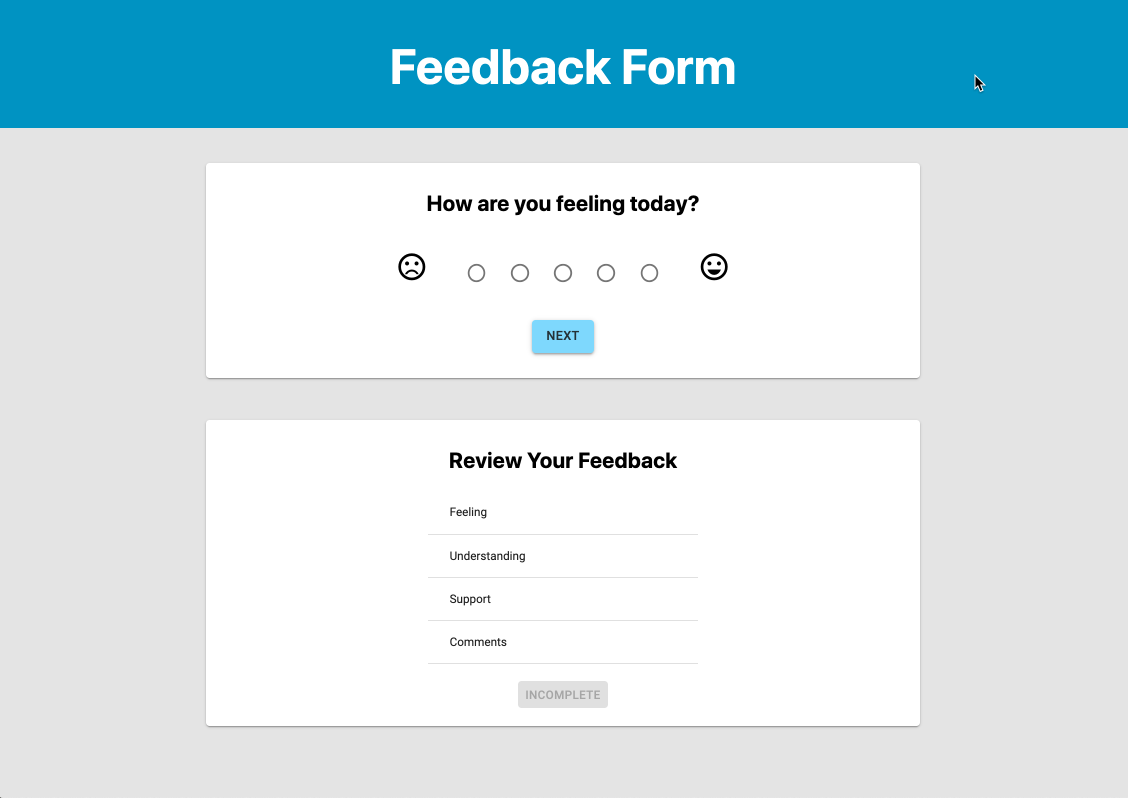 Feedback Form
How are you feeling today?
NEXT
Review Your Feedback
Feeling
Understanding
Support
Comments
INCOMPLETE